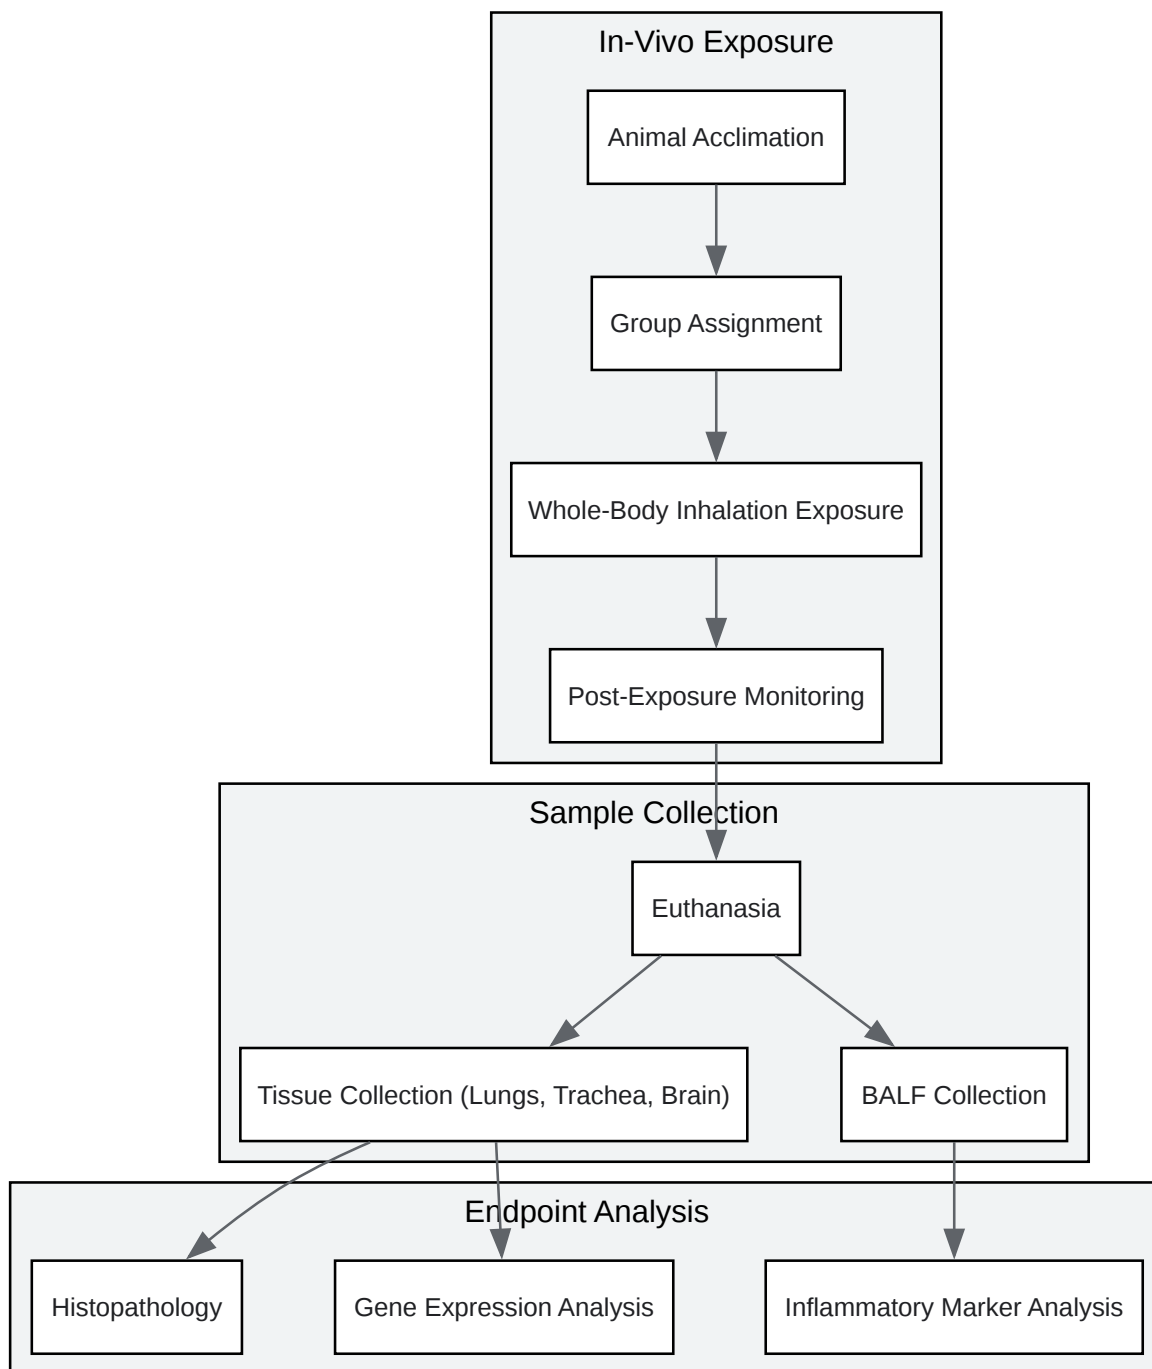 In-Vivo Exposure
Animal Acclimation
Group Assignment
Whole-Body Inhalation Exposure
Post-Exposure Monitoring
Sample Collection
Euthanasia
Tissue Collection (Lungs, Trachea, Brain)
BALF Collection
Endpoint Analysis
Histopathology
Gene Expression Analysis
Inflammatory Marker Analysis